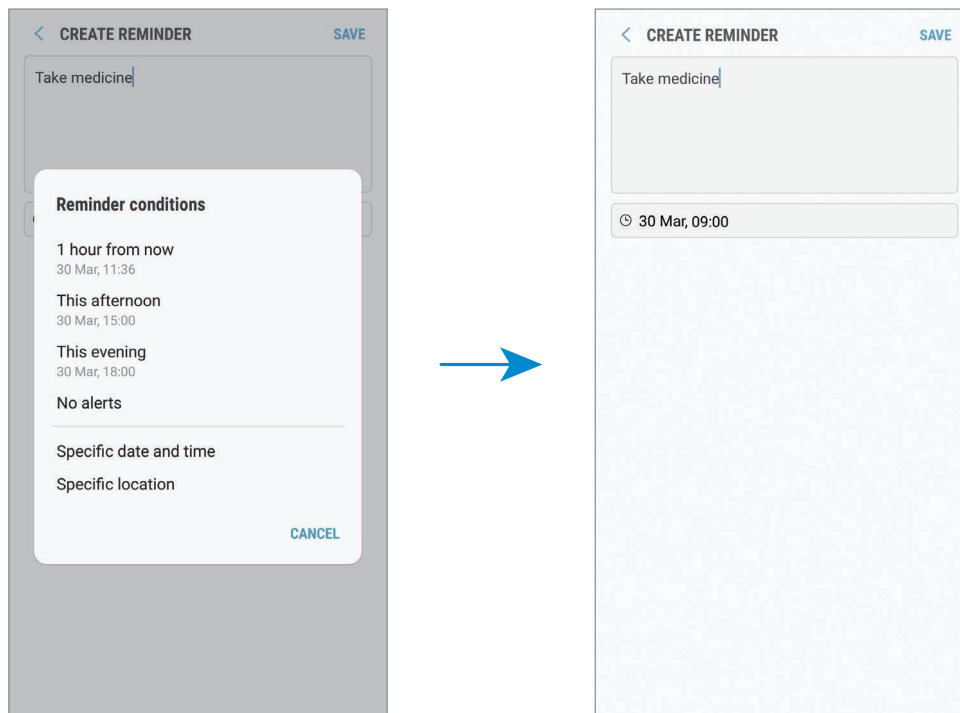 CREATE REMINDER SAVE
Take medicine
Reminder conditions
1 hour from now
30 Mar, 11:36
This afternoon
30 Mar, 15:00
This evening
30 Mar, 18:00
No alerts
Specific date and time
Specific location
CANCEL
CREATE REMINDER SAVE
Take medicine
30 Mar, 09:00